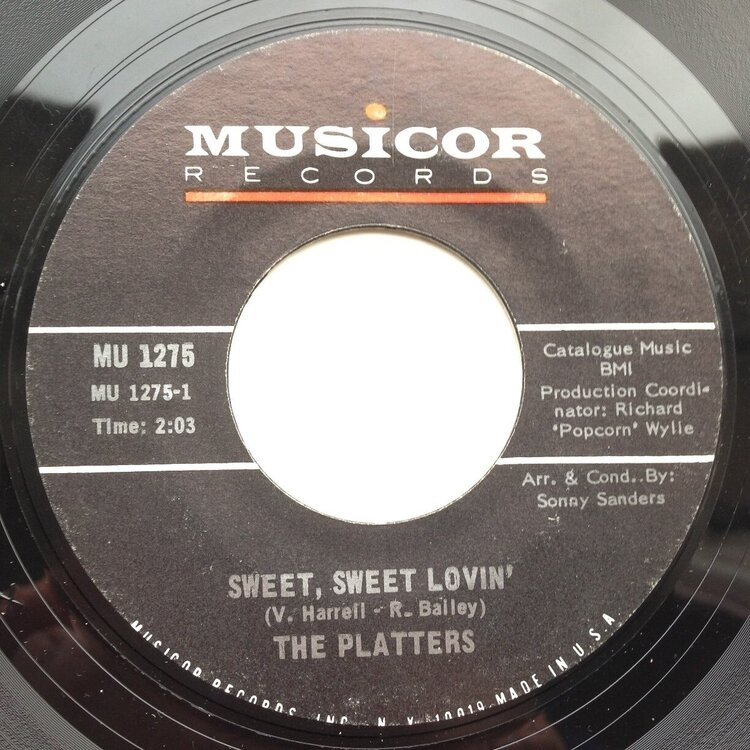 MUSICOR
RECORDS
MU 1275
MU 1275-1
Time: 2:03
Catalogue Music
BMI
Production Coordi-
nator: Richard
'Popcorn' Wylie
Arr. & Cond..By:
Sonny Sanders
SWEET, SWEET LOVIN'
(V. Harrell - R. Bailey)
THE PLATTERS
MUSICOR RECORDS, INC., N. Y. 10019 - MADE IN U.S.A.